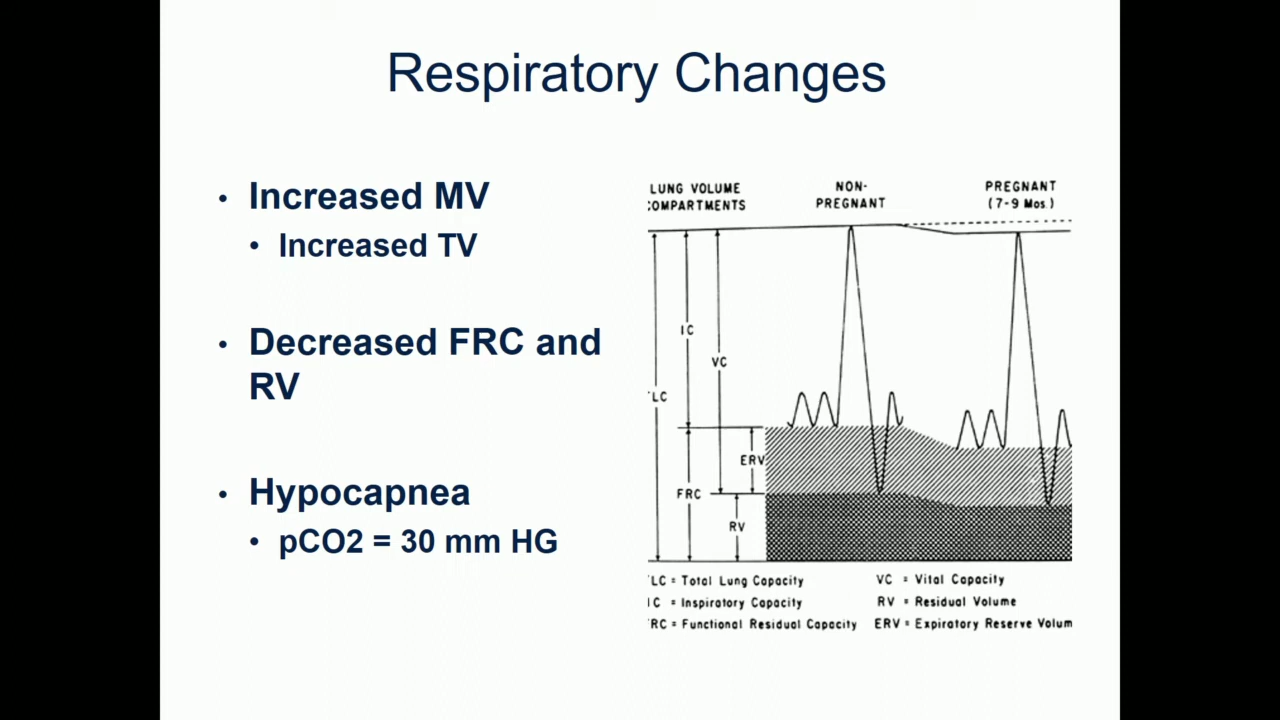 Respiratory Changes
• Increased MV
• Increased TV
• Decreased FRC and
RV
• Hypocapnea
• pCO2 = 30 mm HG
LUNG VOLUME
COMPARTMENTS
NON-
PREGNANT
PREGNANT
(7-9 Mos.)
IC
VC
TLC
ERV
FRC
RV
TLC = Total Lung Capacity
IC = Inspiratory Capacity
FRC = Functional Residual Capacity
VC = Vital Capacity
RV = Residual Volume
ERV = Expiratory Reserve Volum